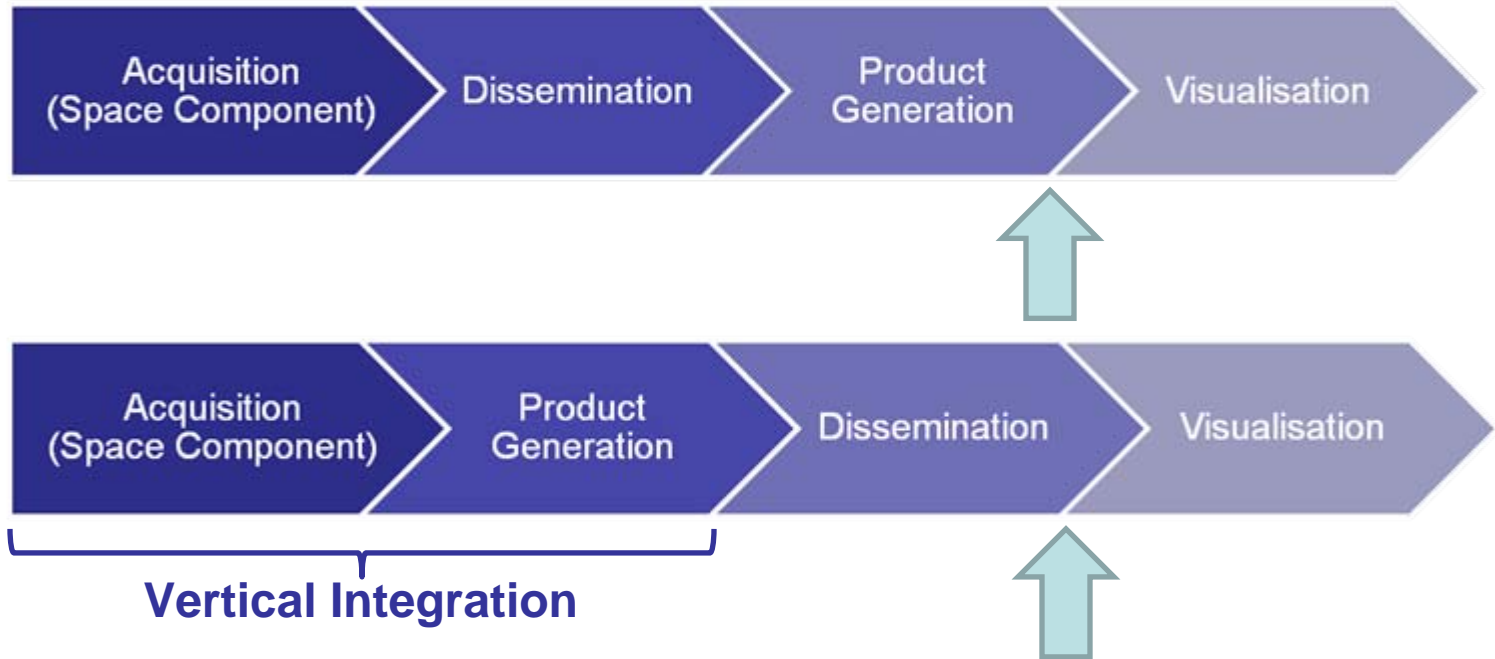 Acquisition
(Space Component)
Dissemination
Product
Generation
Visualisation
Acquisition
(Space Component)
Product
Generation
Dissemination
Visualisation
Vertical Integration